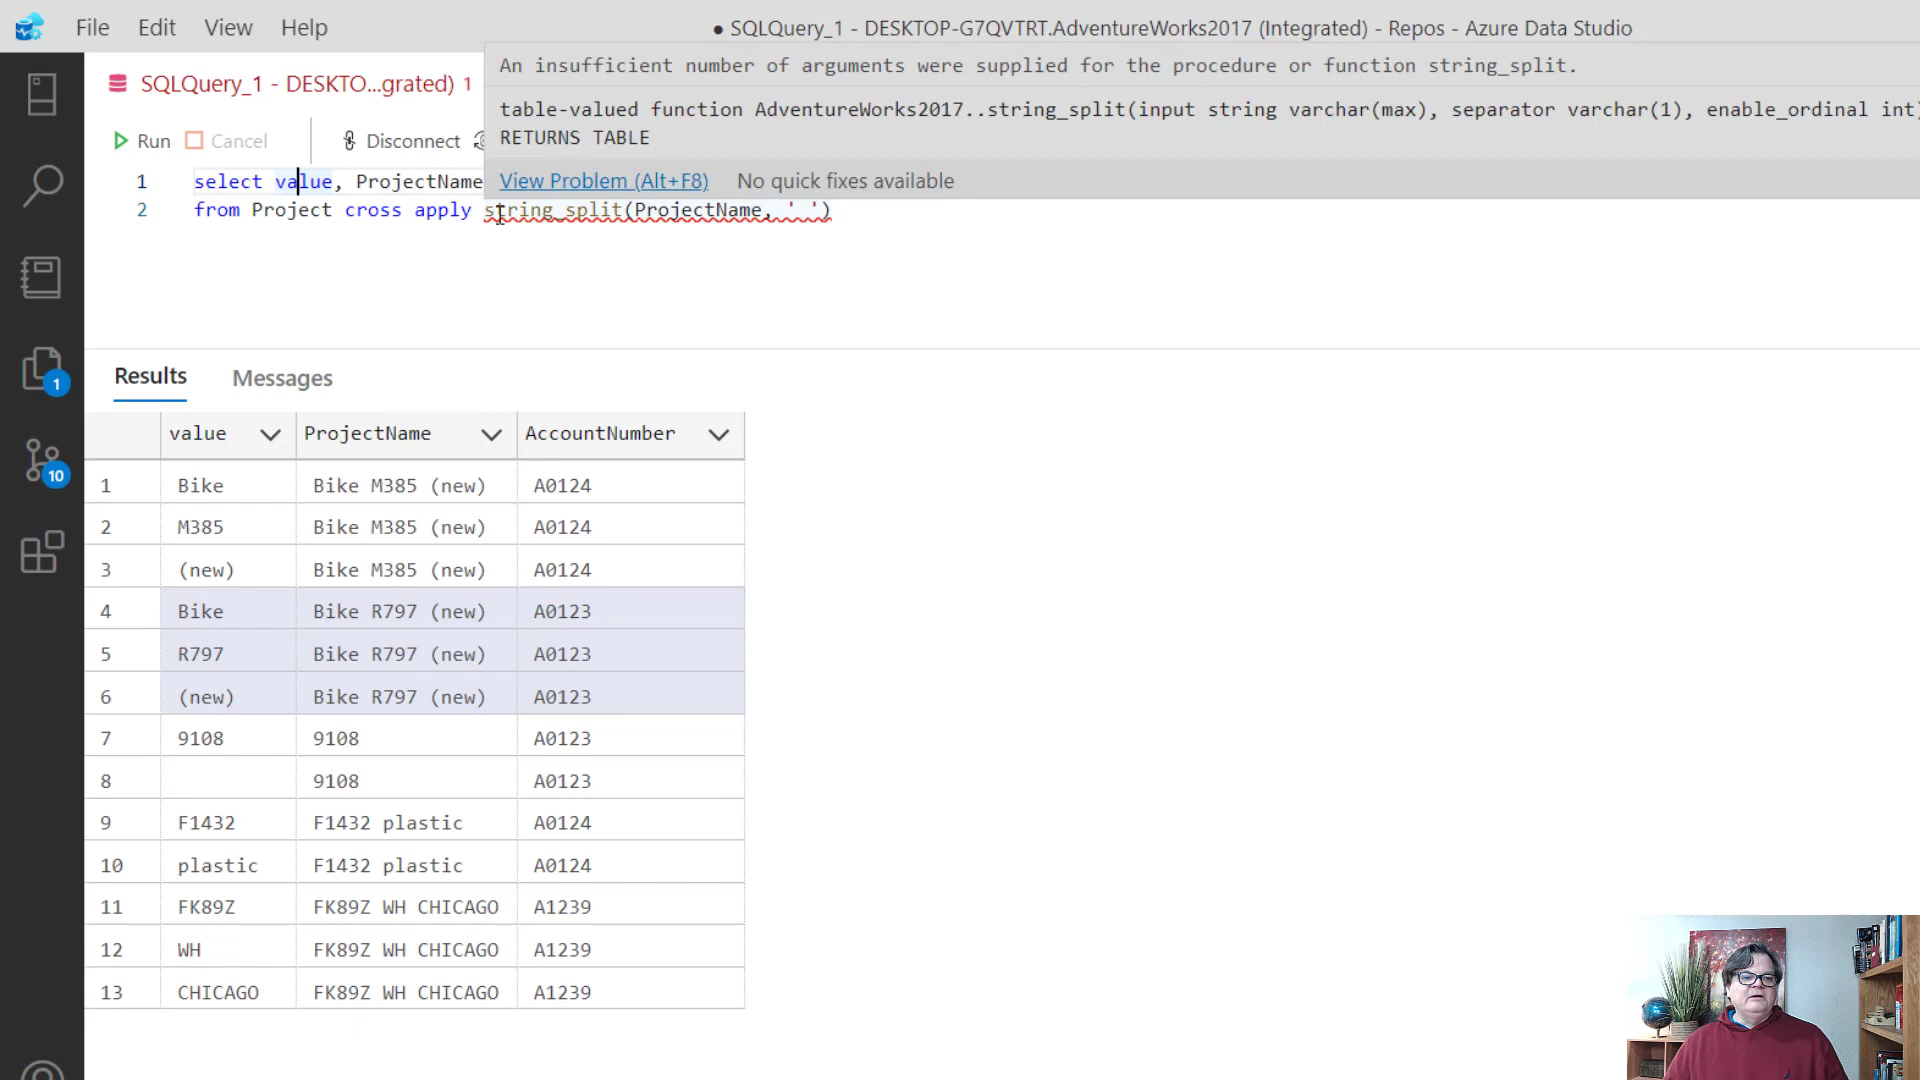 File Edit View Help
● SQLQuery_1 - DESKTOP-G7QVTRT.AdventureWorks2017 (Integrated) - Repos - Azure Data Studio
SQLQuery_1 - DESKTO...grated) 1
An insufficient number of arguments were supplied for the procedure or function string_split.
table-valued function AdventureWorks2017..string_split(input string varchar(max), separator varchar(1), enable_ordinal int)
RETURNS TABLE
Run Cancel Disconnect
View Problem (Alt+F8) No quick fixes available
1 select value, ProjectName
2 from Project cross apply string_split(ProjectName, ' ')
1
10
Results Messages
value ProjectName AccountNumber
1 Bike Bike M385 (new) A0124
2 M385 Bike M385 (new) A0124
3 (new) Bike M385 (new) A0124
4 Bike Bike R797 (new) A0123
5 R797 Bike R797 (new) A0123
6 (new) Bike R797 (new) A0123
7 9108 9108 A0123
8 9108 A0123
9 F1432 F1432 plastic A0124
10 plastic F1432 plastic A0124
11 FK89Z FK89Z WH CHICAGO A1239
12 WH FK89Z WH CHICAGO A1239
13 CHICAGO FK89Z WH CHICAGO A1239